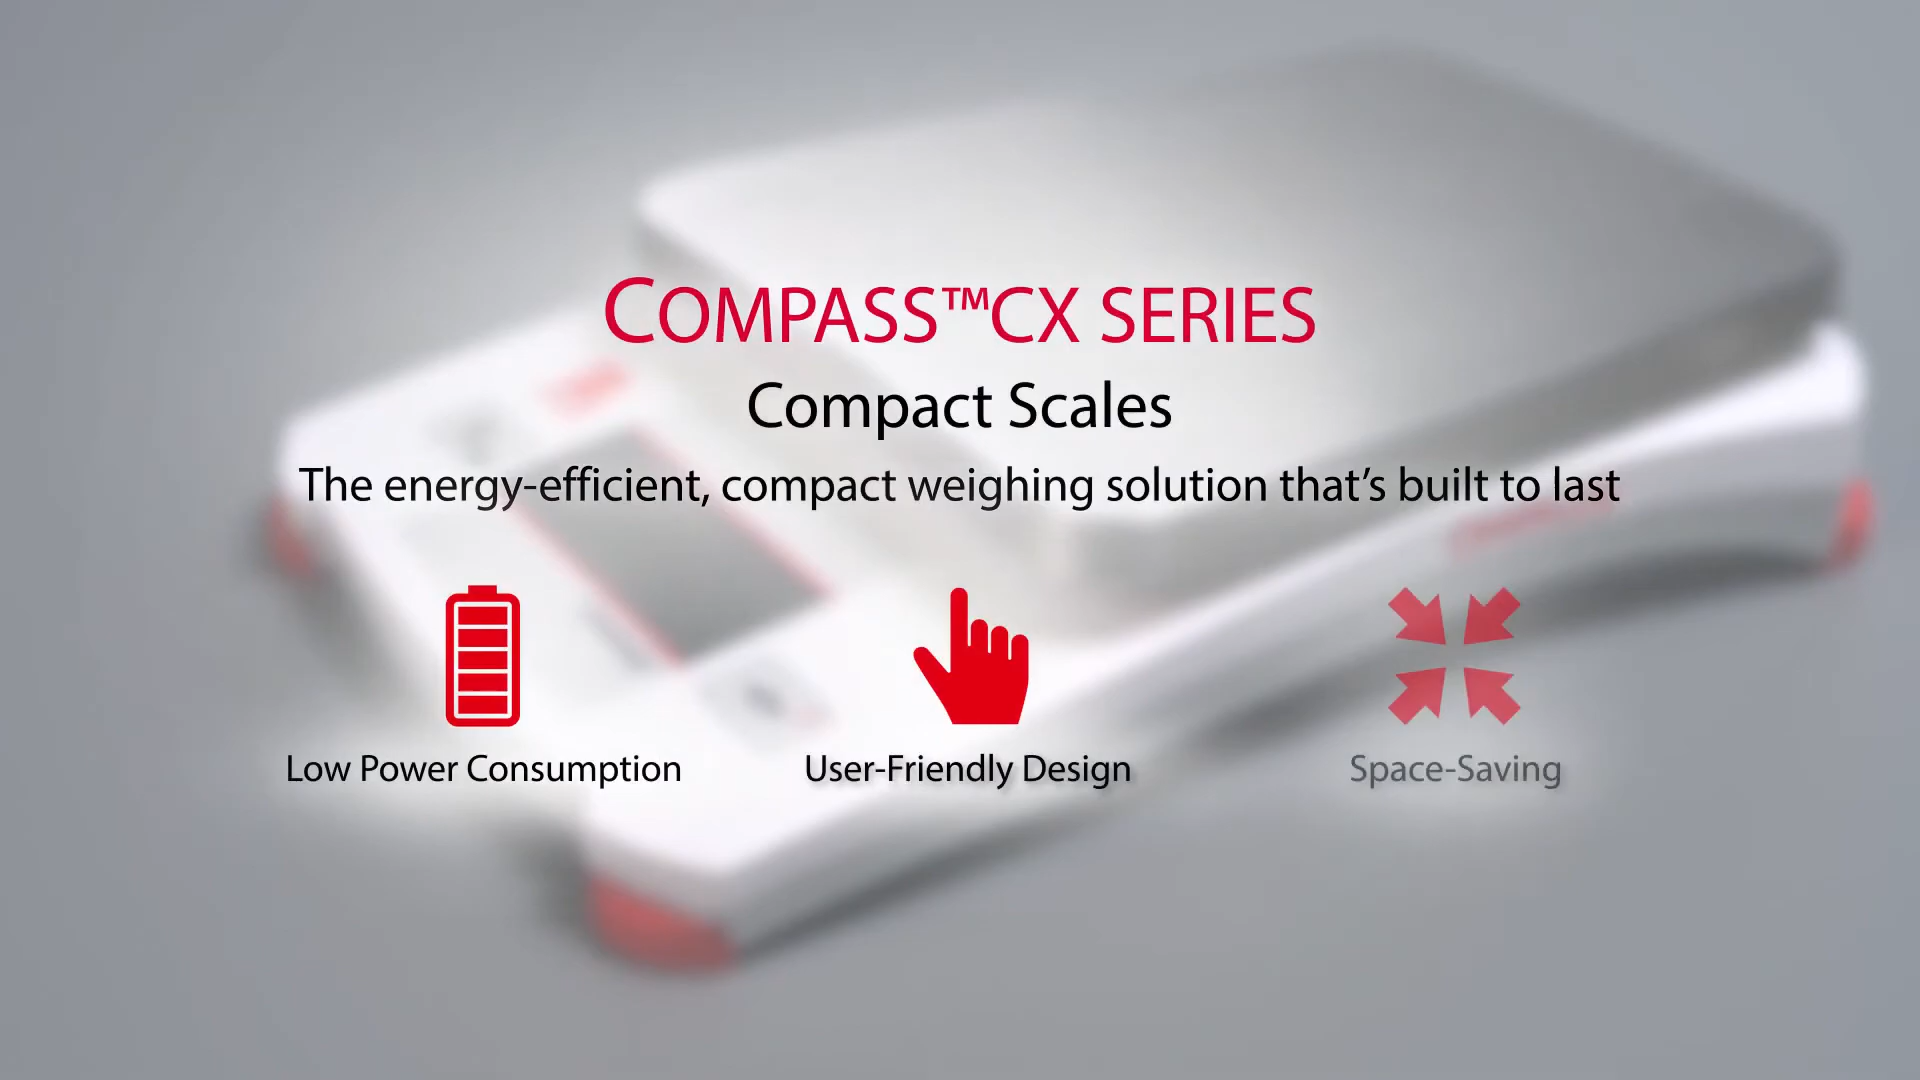 COMPASS™CX SERIES
Compact Scales
The energy-efficient, compact weighing solution that’s built to last
Low Power Consumption
User-Friendly Design
Space-Saving